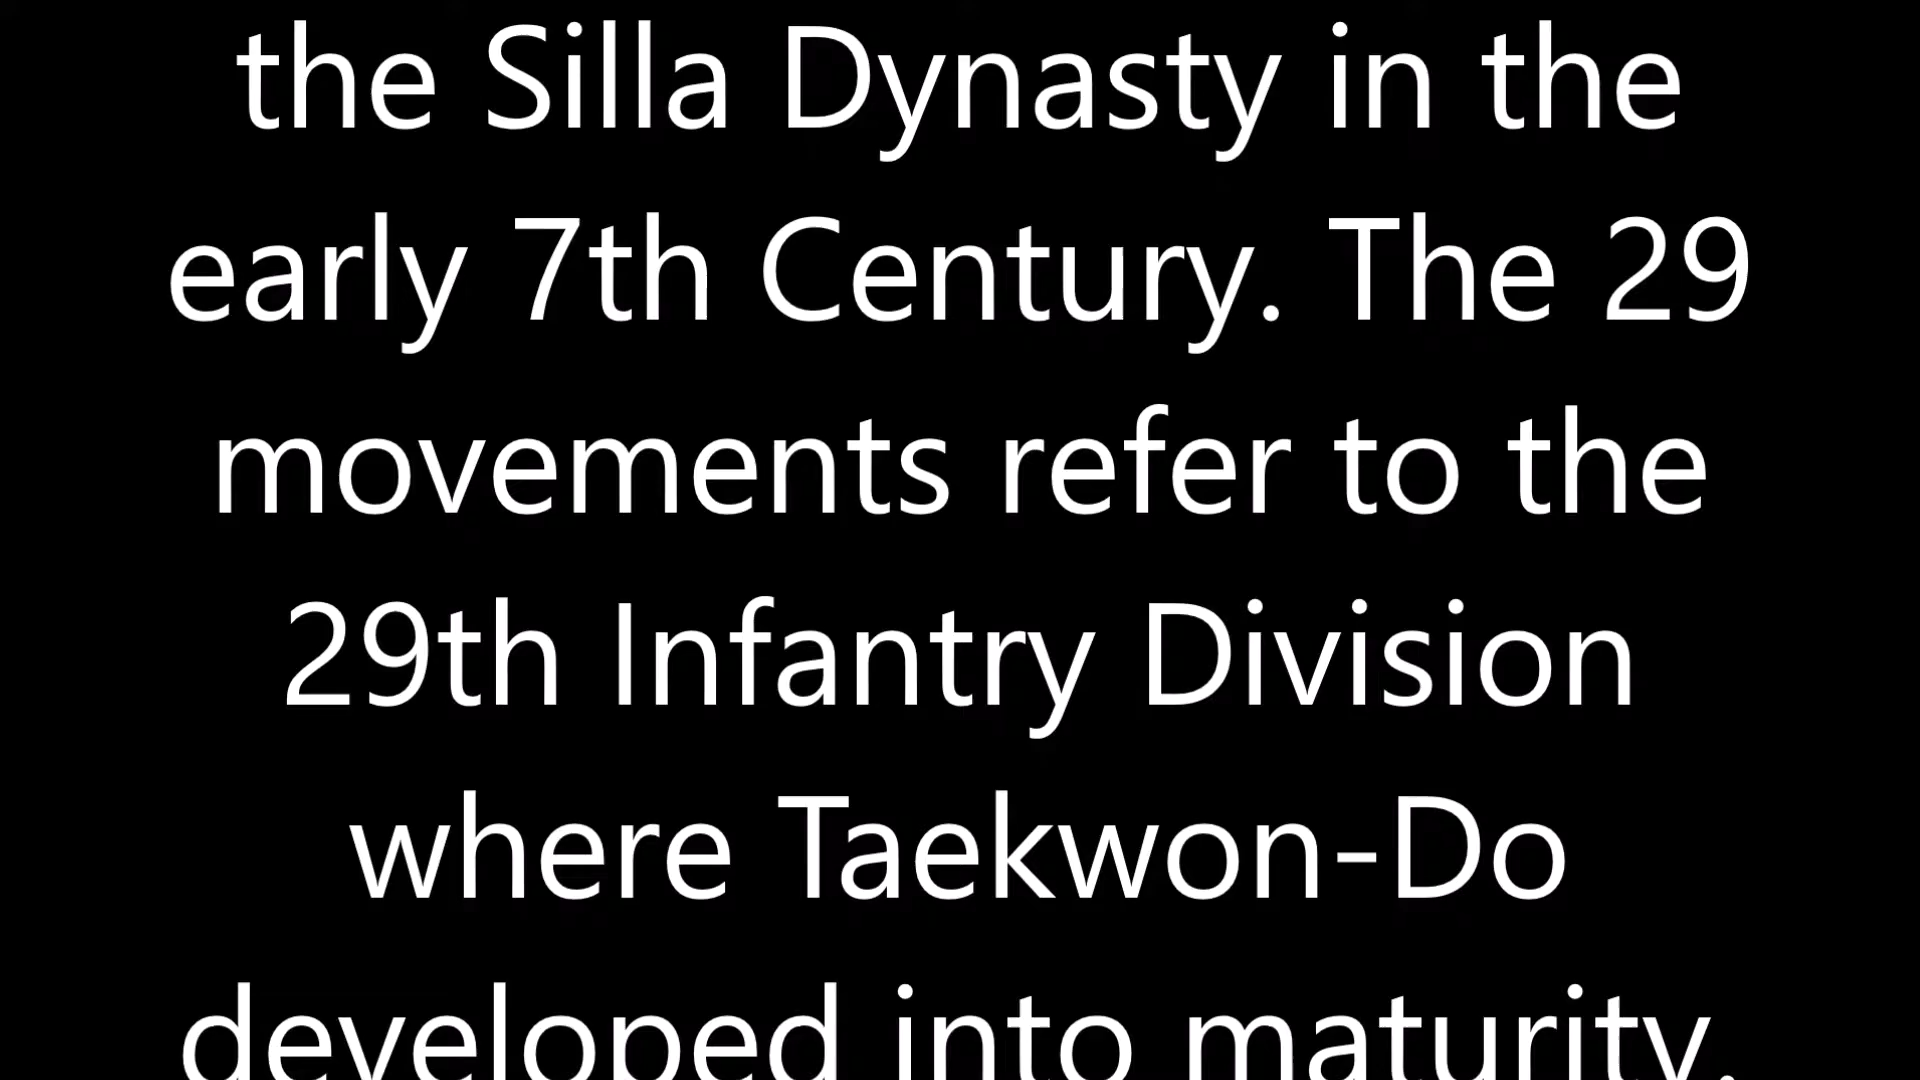 the Silla Dynasty in the
early 7th Century. The 29
movements refer to the
29th Infantry Division
where Taekwon-Do
developed into maturity.